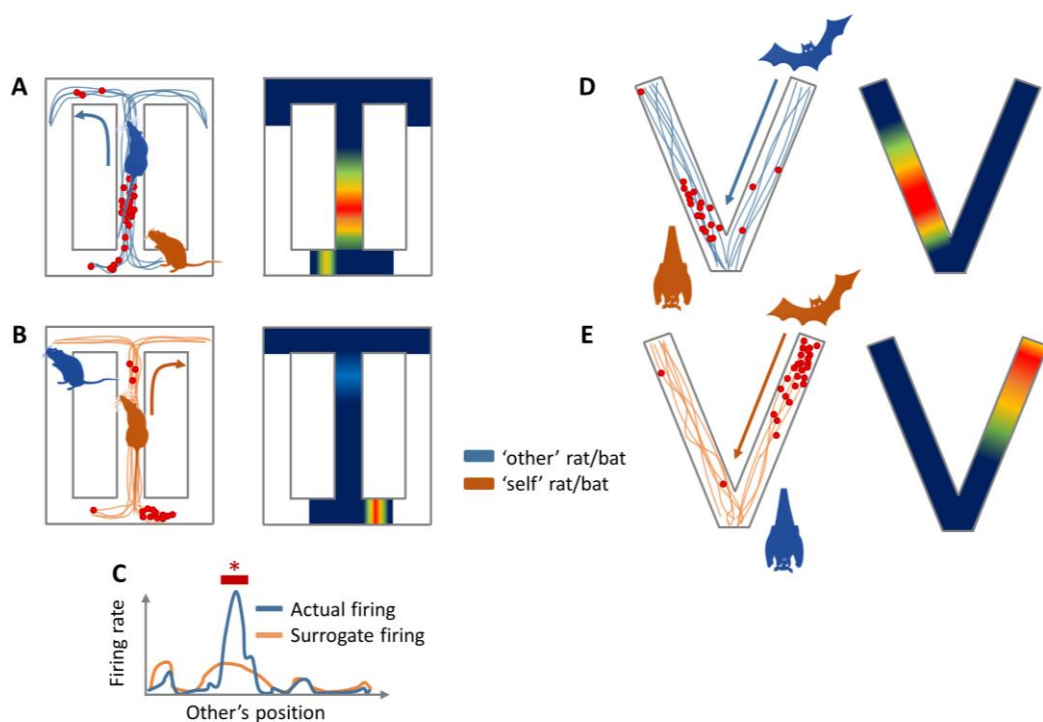 A
D
B
E
'other' rat/bat
'self' rat/bat
C
*
Actual firing
Surrogate firing
Firing rate
Other's position